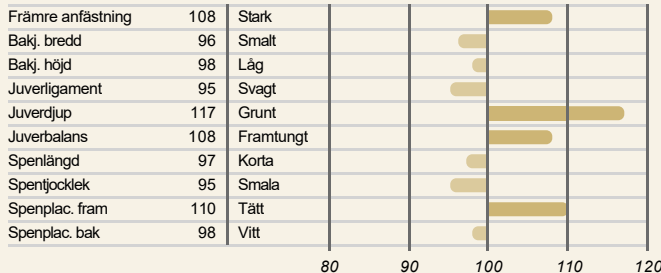 Främre anfästning 108 Stark
Bakj. bredd 96 Smalt
Bakj. höjd 98 Låg
Juverligament 95 Svagt
Juverdjup 117 Grunt
Juverbalans 108 Framtungt
Spenlängd 97 Korta
Spentjocklek 95 Smala
Spenplac. fram 110 Tätt
Spenplac. bak 98 Vitt
80 90 100 110 120